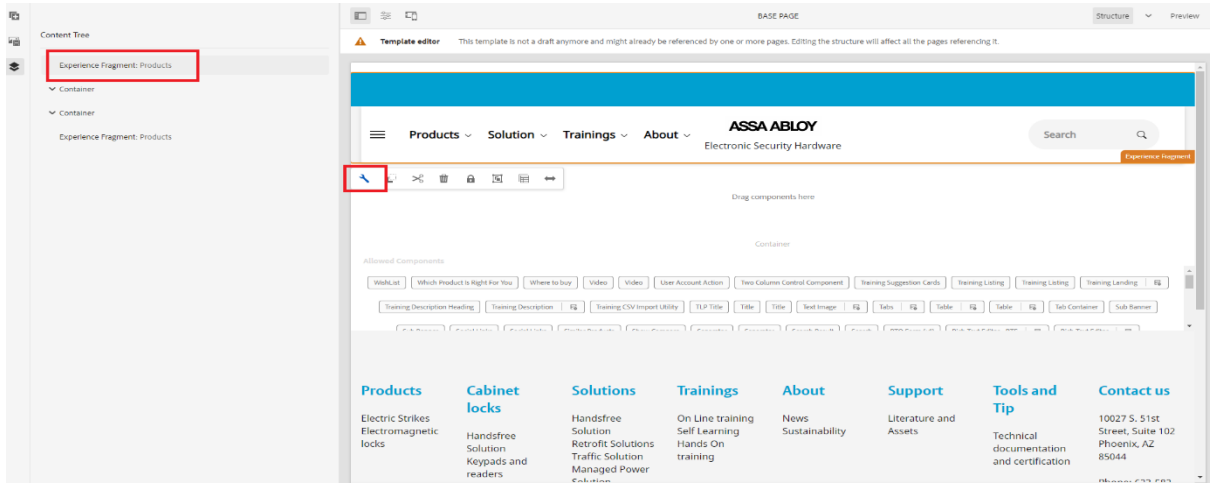 BASE PAGE
Structure
Preview
Content Tree
Template editor This template is not a draft anymore and might already be referenced by one or more pages. Editing the structure will affect all the pages referencing it.
Experience Fragment: Products
Container
Container
Experience Fragment: Products
Products Solution Trainings About
ASSA ABLOY
Electronic Security Hardware
Search
Experience Fragment
Drag components here
Container
Allowed Components
WishList Which Product Is Right For You Where to buy Video Video User Account Action Two Column Control Component Training Suggestion Cards Training Listing Training Listing Training Landing
Training Description Heading Training Description Training CSV Import Utility TLP Title Title Title Text Image Tabs Table Table Tab Container Sub Banner
Products
Electric Strikes
Electromagnetic
locks
Cabinet
locks
Handsfree
Solution
Keypads and
readers
Solutions
Handsfree
Solution
Retrofit Solutions
Traffic Solution
Managed Power
Solution
Trainings
On Line training
Self Learning
Hands On
training
About
News
Sustainability
Support
Literature and
Assets
Tools and
Tip
Technical
documentation
and certification
Contact us
10027 S. 51st
Street, Suite 102
Phoenix, AZ
85044